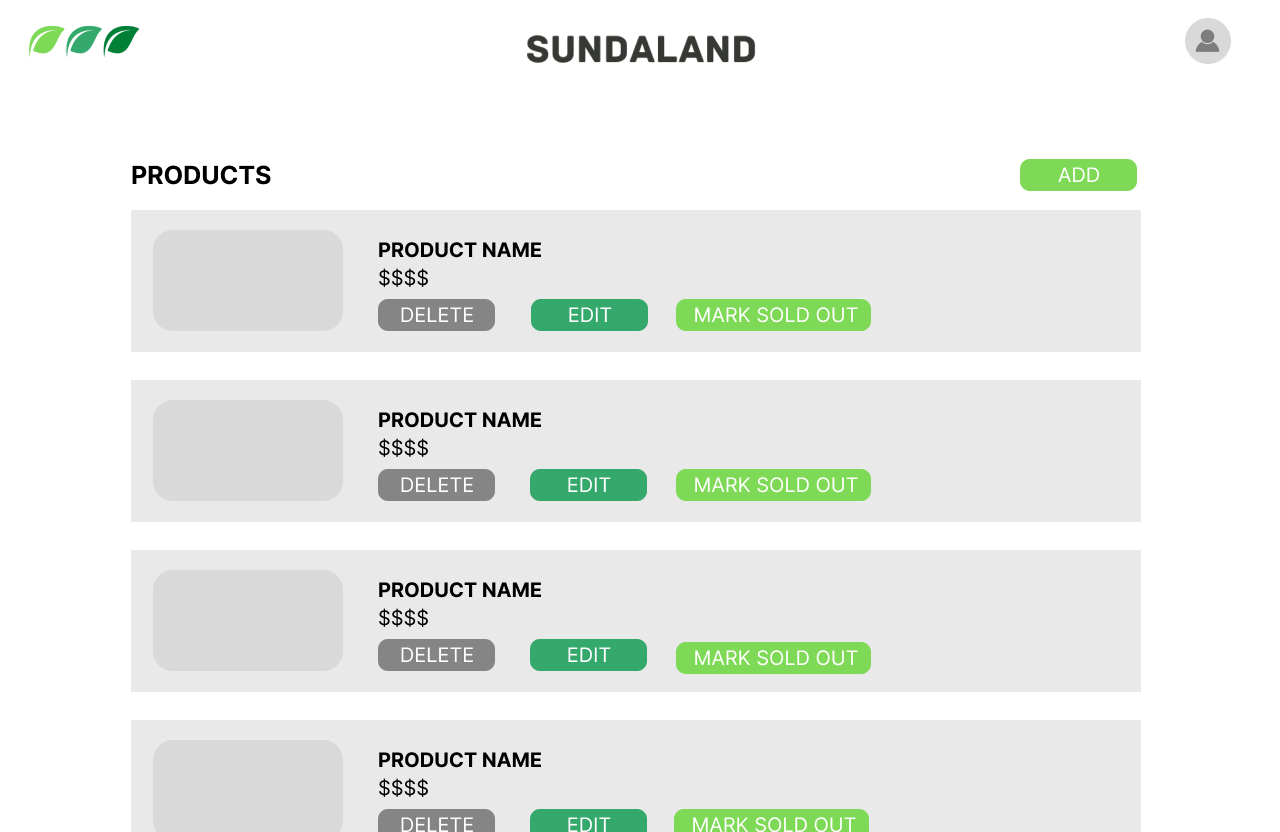 SUNDALAND
PRODUCTS
ADD
PRODUCT NAME
$$$$
DELETE EDIT MARK SOLD OUT
PRODUCT NAME
$$$$
DELETE EDIT MARK SOLD OUT
PRODUCT NAME
$$$$
DELETE EDIT MARK SOLD OUT
PRODUCT NAME
$$$$
DELETE EDIT MARK SOLD OUT